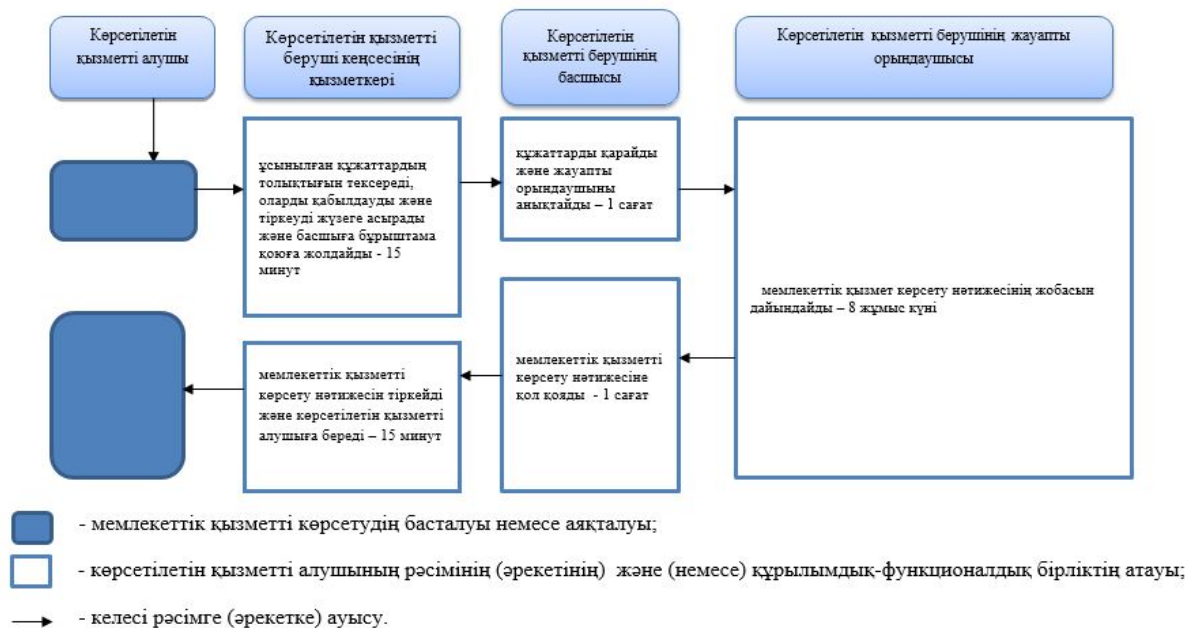 Көрсетілетін
қызметті алушы
Көрсетілетін қызметті
беруші кеңсесінің
қызметкері
Көрсетілетін
қызметті берушінің
басшысы
Көрсетілетін қызметті берушінің жауапты
орындаушысы
ұсынылған құжаттардың
толықтығын тексереді,
оларды қабылдауды және
тіркеуді жүзеге асырады
және басшыға бұрыштама
қоюға жолдайды - 15
минут
құжаттарды қарайды
және жауапты
орындаушыны
анықтайды – 1 сағат
мемлекеттік қызмет көрсету нәтижесінің жобасын
дайындайды – 8 жұмыс күні
мемлекеттік қызметті
көрсету нәтижесіне
қол қояды - 1 сағат
мемлекеттік қызметті
көрсету нәтижесін тіркейді
және көрсетілетін қызметті
алушыға береді – 15 минут
- мемлекеттік қызметті көрсетудің басталуы немесе аяқталуы;
- көрсетілетін қызметті алушының рәсімінің (әрекетінің) және (немесе) құрылымдық-функционалдық бірліктің атауы;
- келесі рәсімге (әрекетке) ауысу.